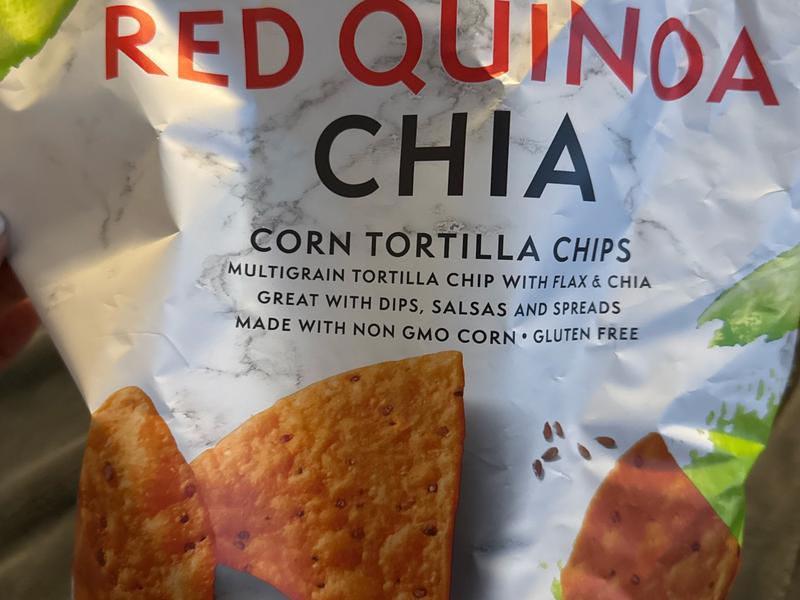 RED QUINOA
CHIA
CORN TORTILLA CHIPS
MULTIGRAIN TORTILLA CHIP WITH FLAX & CHIA
GREAT WITH DIPS, SALSAS AND SPREADS
MADE WITH NON GMO CORN • GLUTEN FREE